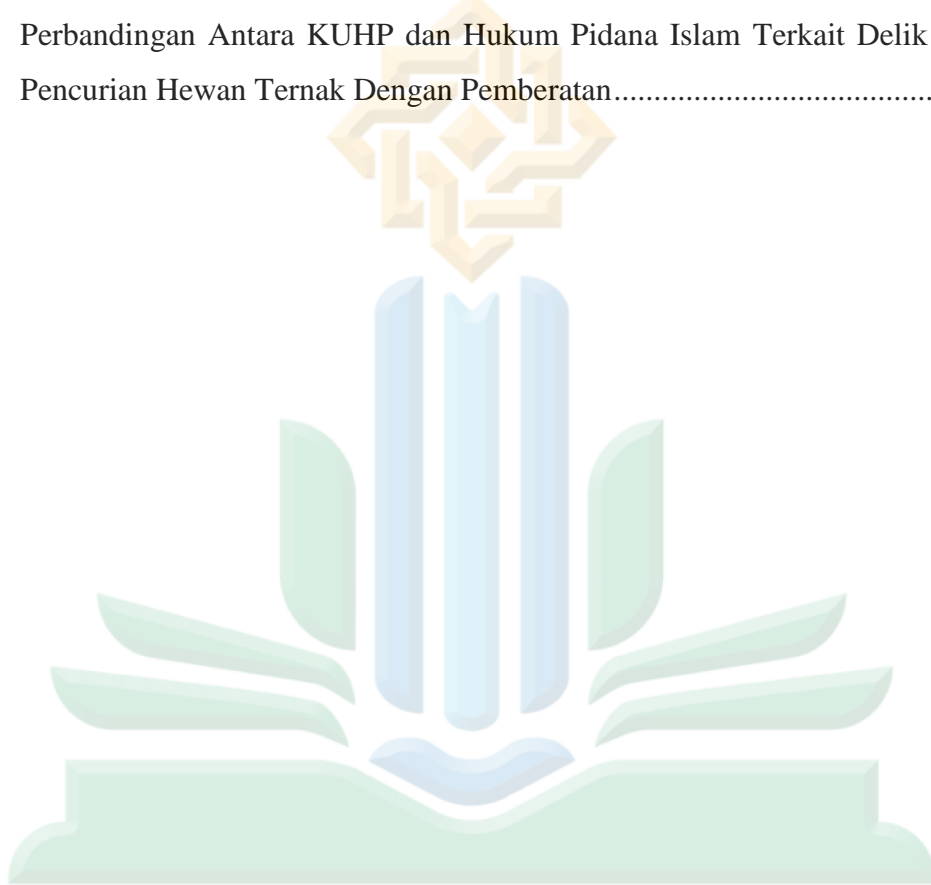 Perbandingan Antara KUHP dan Hukum Pidana Islam Terkait Delik
Pencurian Hewan Ternak Dengan Pemberatan..................................